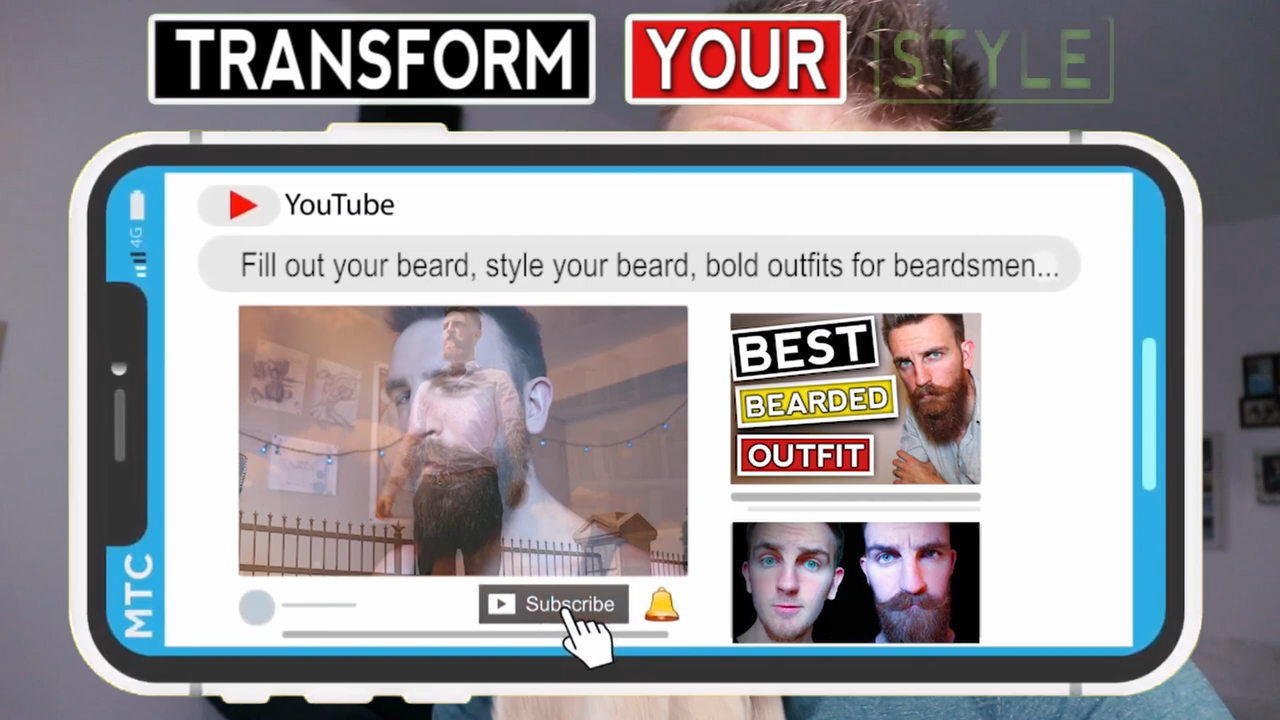 TRANSFORM YOUR STYLE
4G
MTC
YouTube
Fill out your beard, style your beard, bold outfits for beardsmen...
BEST
BEARDED
OUTFIT
Subscribe